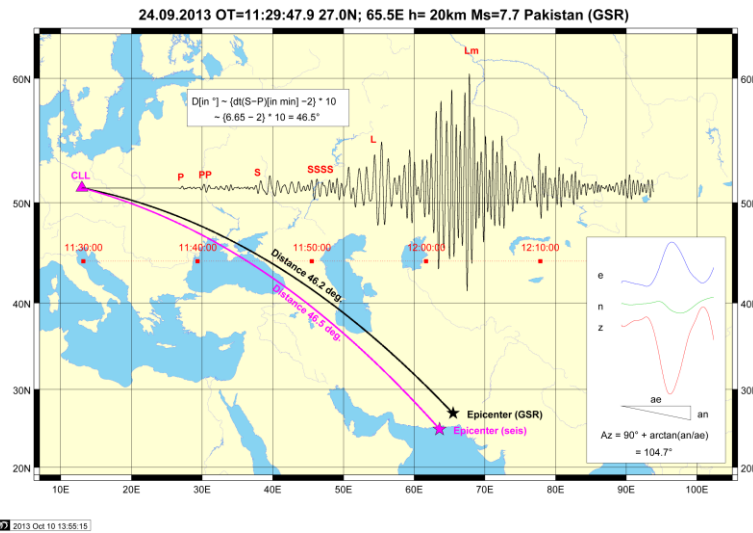 24.09.2013 OT=11:29:47.9 27.0N; 65.5E h= 20km Ms=7.7 Pakistan (GSR)
Lm
60N
60N
D[in °] ~ {dt(S−P)[in min] −2} * 10
~ {6.65 − 2} * 10 = 46.5°
L
CLL
P
PP
S
SSSS
50N
50N
11:30:00
11:40:00
11:50:00
12:00:00
12:10:00
Distance 46.2 deg.
Distance 46.5 deg.
e
n
z
40N
40N
30N
30N
ae
an
Epicenter (GSR)
Epicenter (seis)
Az = 90° + arctan(an/ae)
= 104.7°
20N
20N
10E 20E 30E 40E 50E 60E 70E 80E 90E 100E
2013 Oct 10 13:55:15